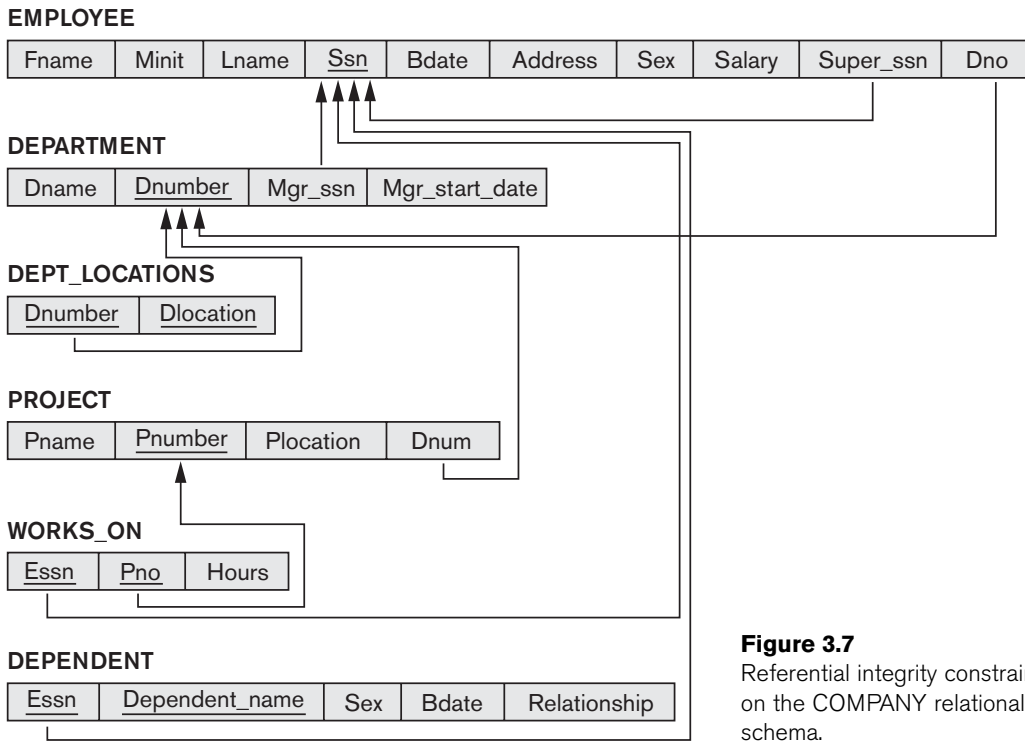 EMPLOYEE
Fname Minit Lname Ssn Bdate Address Sex Salary Super_ssn Dno
DEPARTMENT
Dname Dnumber Mgr_ssn Mgr_start_date
DEPT_LOCATIONS
Dnumber Dlocation
PROJECT
Pname Pnumber Plocation Dnum
WORKS_ON
Essn Pno Hours
DEPENDENT
Essn Dependent_name Sex Bdate Relationship
Figure 3.7
Referential integrity
on the COMPANY relational
schema.